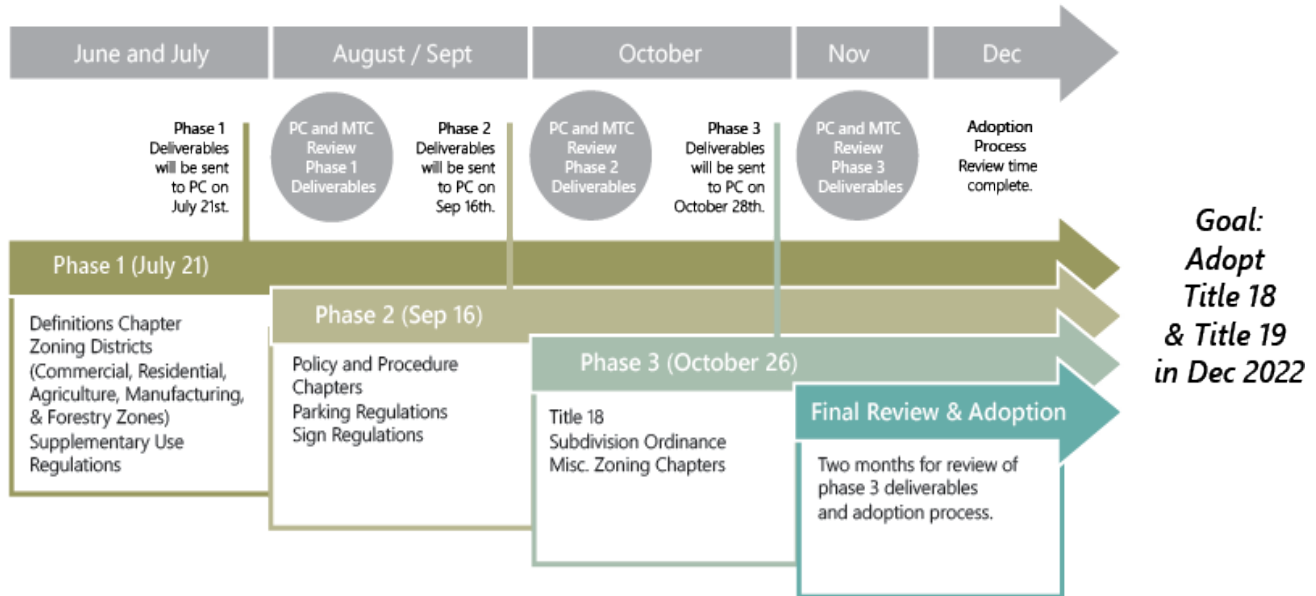 June and July
August / Sept
October
Nov
Dec
Phase 1
Deliverables
will be sent
to PC on
July 21st.
PC and MTC
Review
Phase 1
Deliverables
Phase 2
Deliverables
will be sent
to PC on
Sep 16th.
PC and MTC
Review
Phase 2
Deliverables
Phase 3
Deliverables
will be sent
to PC on
October 28th.
PC and MTC
Review
Phase 3
Deliverables
Adoption
Process
Review time
complete.
Goal:
Adopt
Title 18
& Title 19
in Dec 2022
Phase 1 (July 21)
Definitions Chapter
Zoning Districts
(Commercial, Residential,
Agriculture, Manufacturing,
& Forestry Zones)
Supplementary Use
Regulations
Phase 2 (Sep 16)
Policy and Procedure
Chapters
Parking Regulations
Sign Regulations
Phase 3 (October 26)
Title 18
Subdivision Ordinance
Misc. Zoning Chapters
Final Review & Adoption
Two months for review of
phase 3 deliverables
and adoption process.